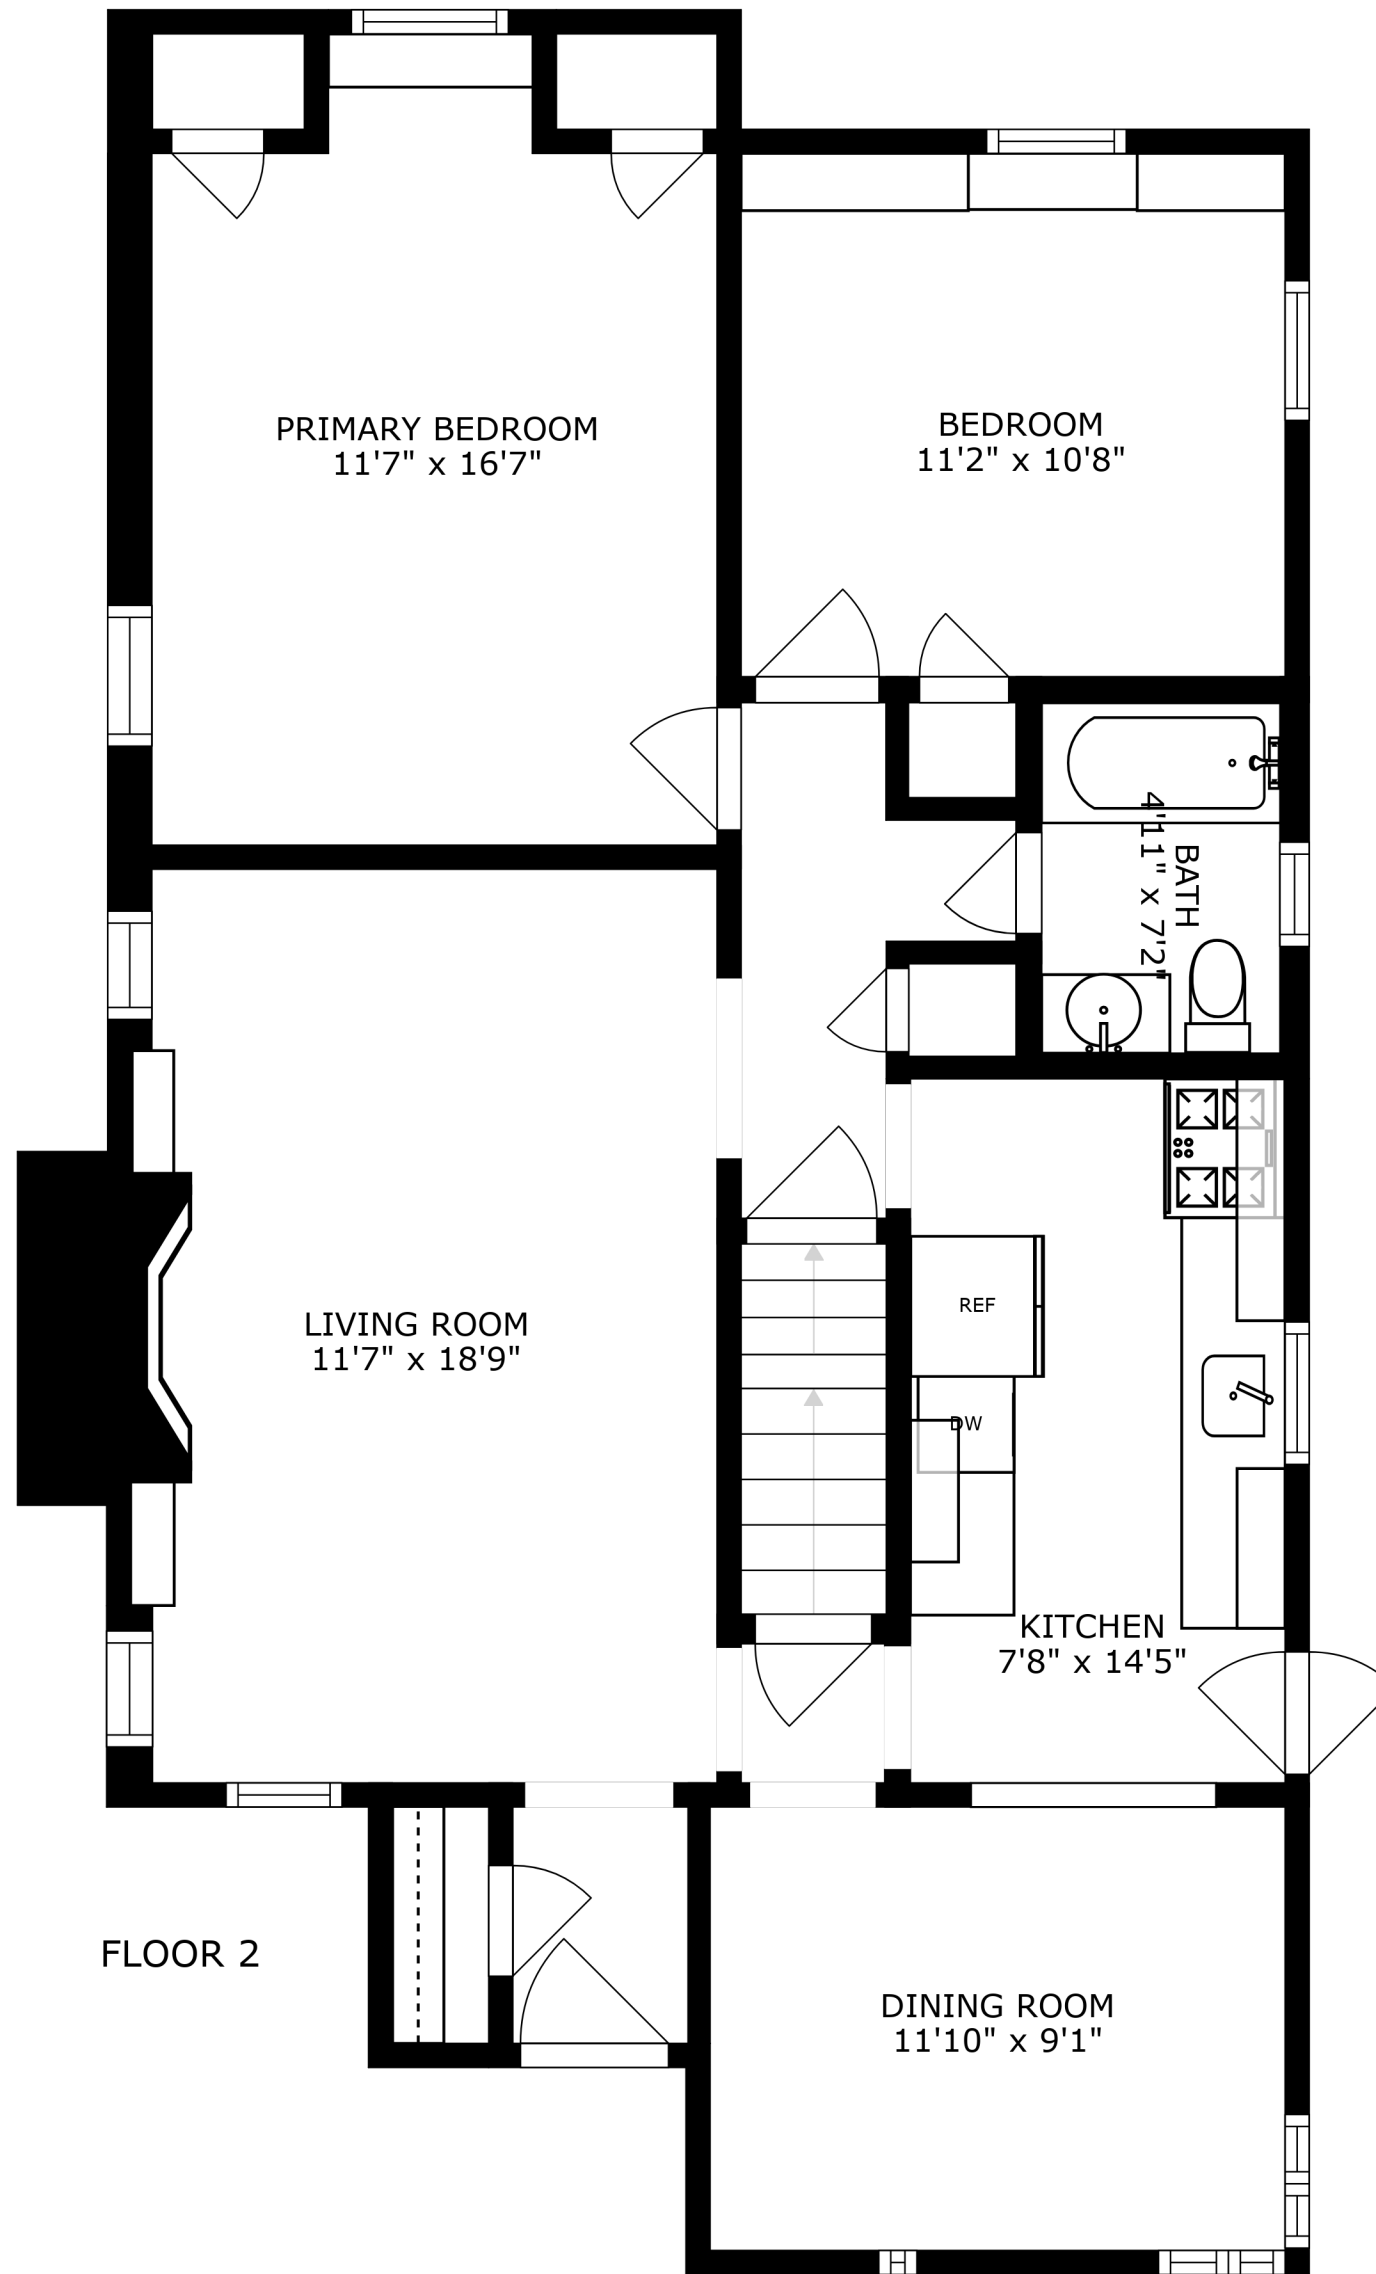 PRIMARY BEDROOM
11'7" x 16'7"
BEDROOM
11'2" x 10'8"
BATH
4'11" x 7'2"
LIVING ROOM
11'7" x 18'9"
REF
DW
KITCHEN
7'8" x 14'5"
FLOOR 2
DINING ROOM
11'10" x 9'1"